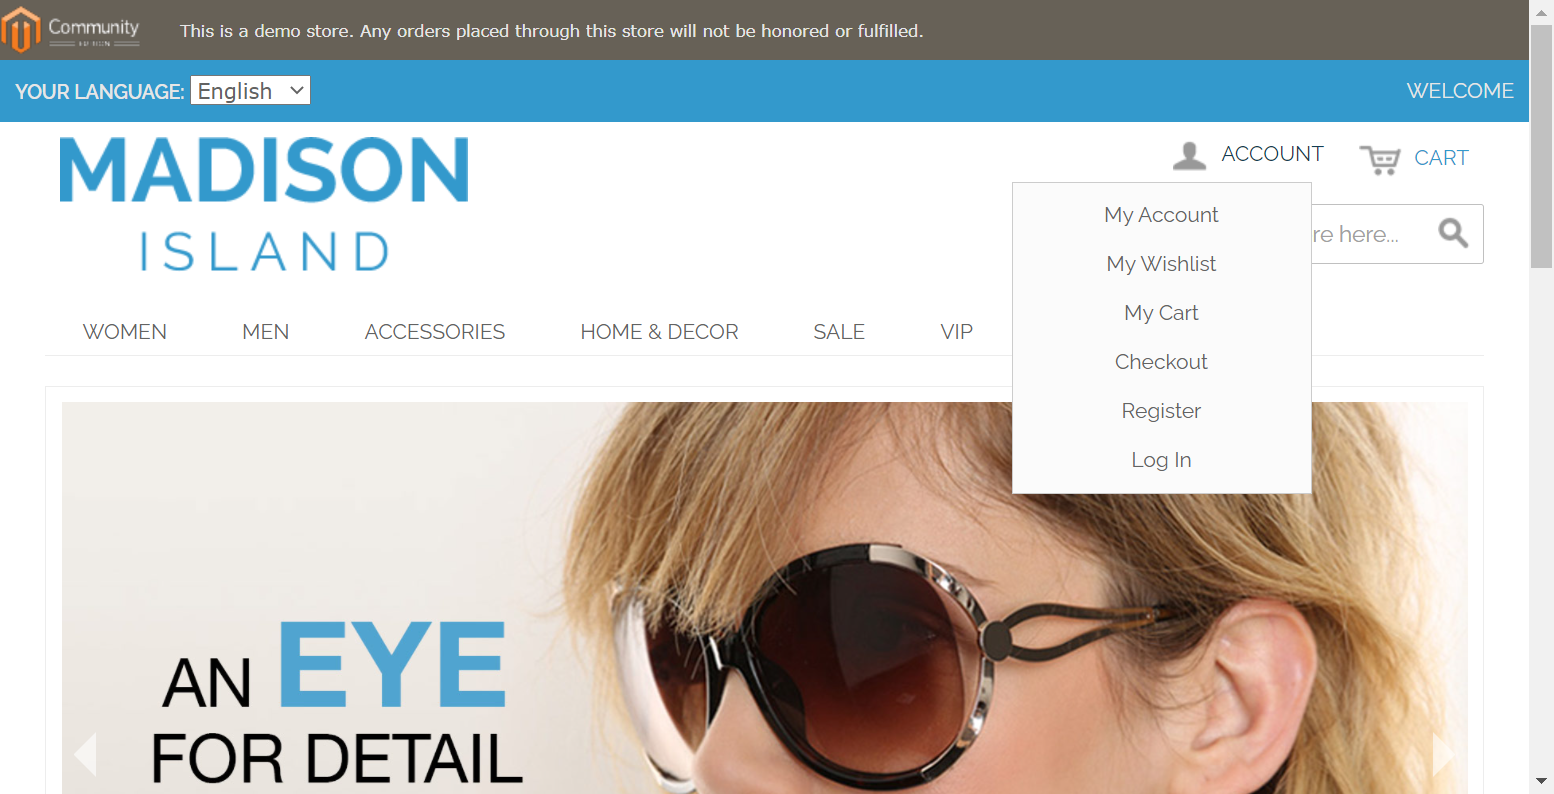 Community
This is a demo store. Any orders placed through this store will not be honored or fulfilled.
YOUR LANGUAGE: English
WELCOME
MADISON
ISLAND
ACCOUNT
CART
My Account
My Wishlist
My Cart
Checkout
Register
Log In
re here...
WOMEN MEN ACCESSORIES HOME & DECOR SALE VIP
AN EYE
FOR DETAIL